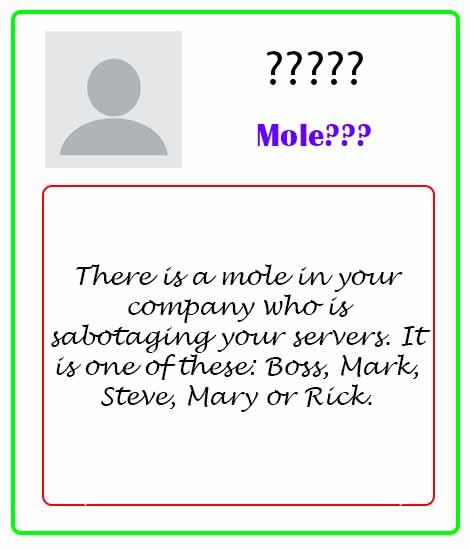 ?????
Mole???
There is a mole in your
company who is
sabotaging your servers. It
is one of these: Boss, Mark,
Steve, Mary or Rick.